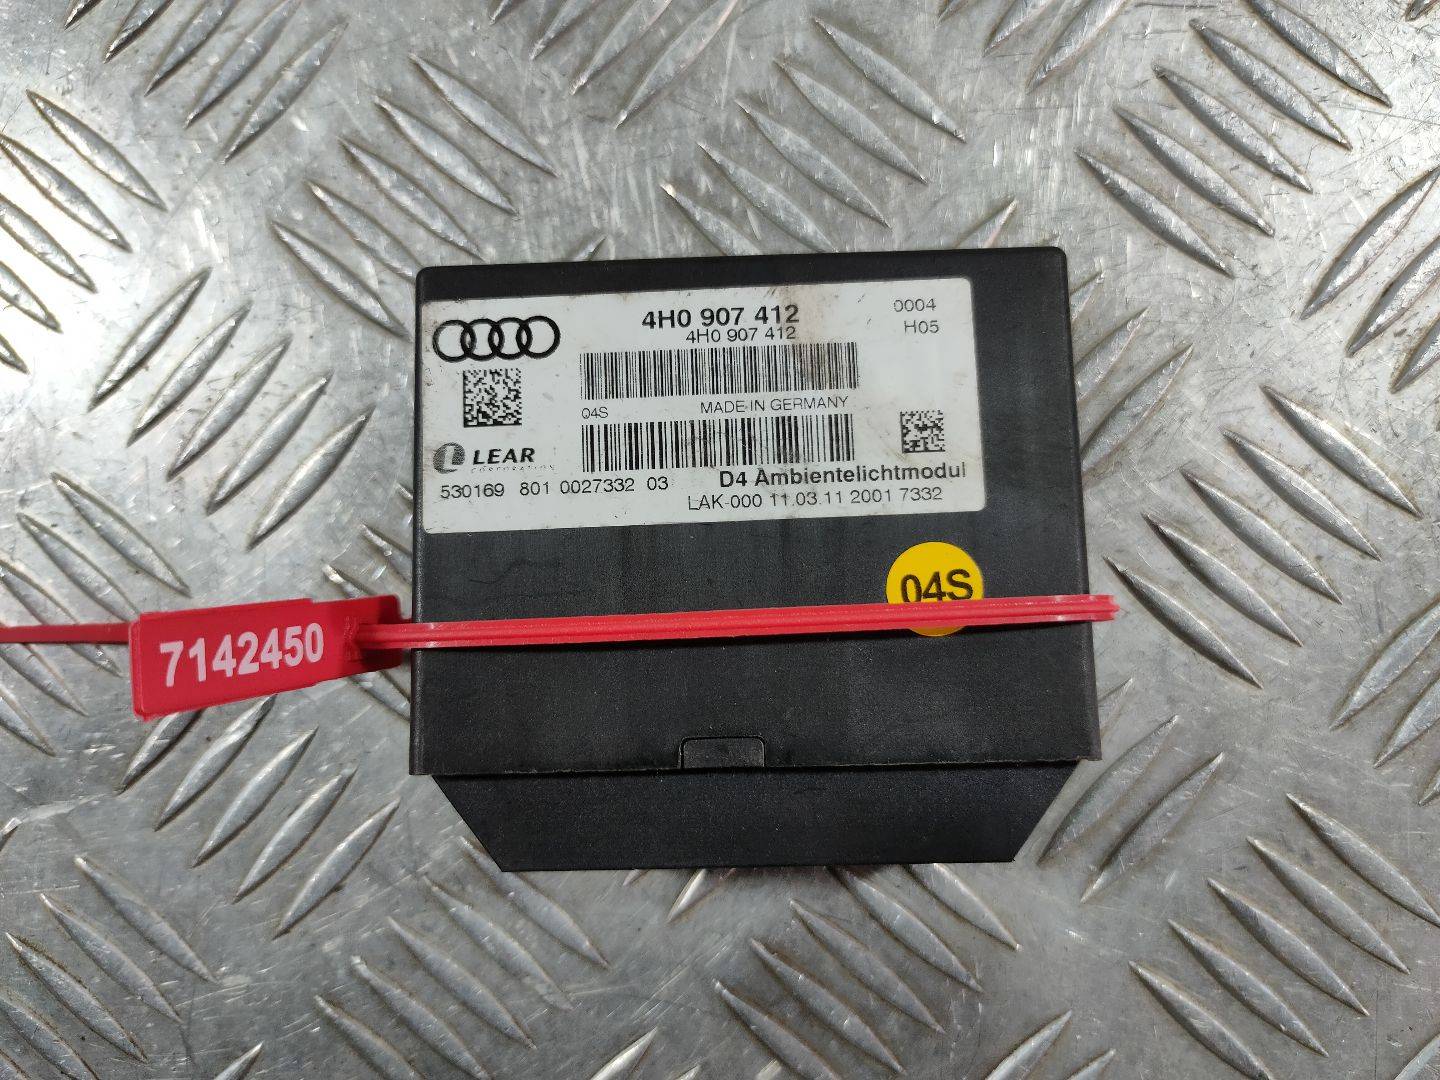 4H0 907 412
4H0 907 412
0004
H05
04S MADE IN GERMANY
LEAR
CORPORATION
530169 801 0027332 03
D4 Ambientelichtmodul
LAK-000 11.03.11 2001 7332
04S
7142450